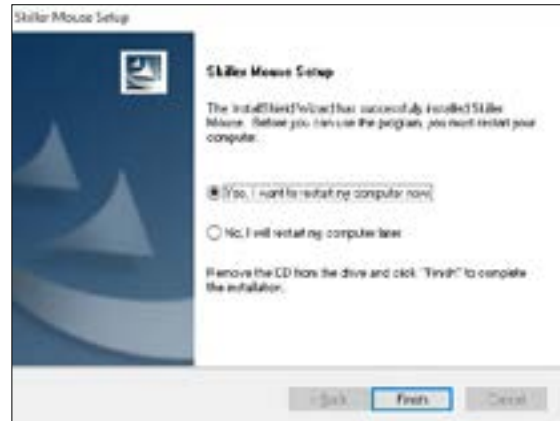 Skiller Mouse Setup
Skiller Mouse Setup
The InstallShield Wizard has successfully installed Skiller
Mouse. Before you can use the program, you must restart your
computer.
Yes, I want to restart my computer now.
No, I will restart my computer later.
Remove the CD from the drive and click "Finish" to complete
the installation.
< Back Finish Cancel